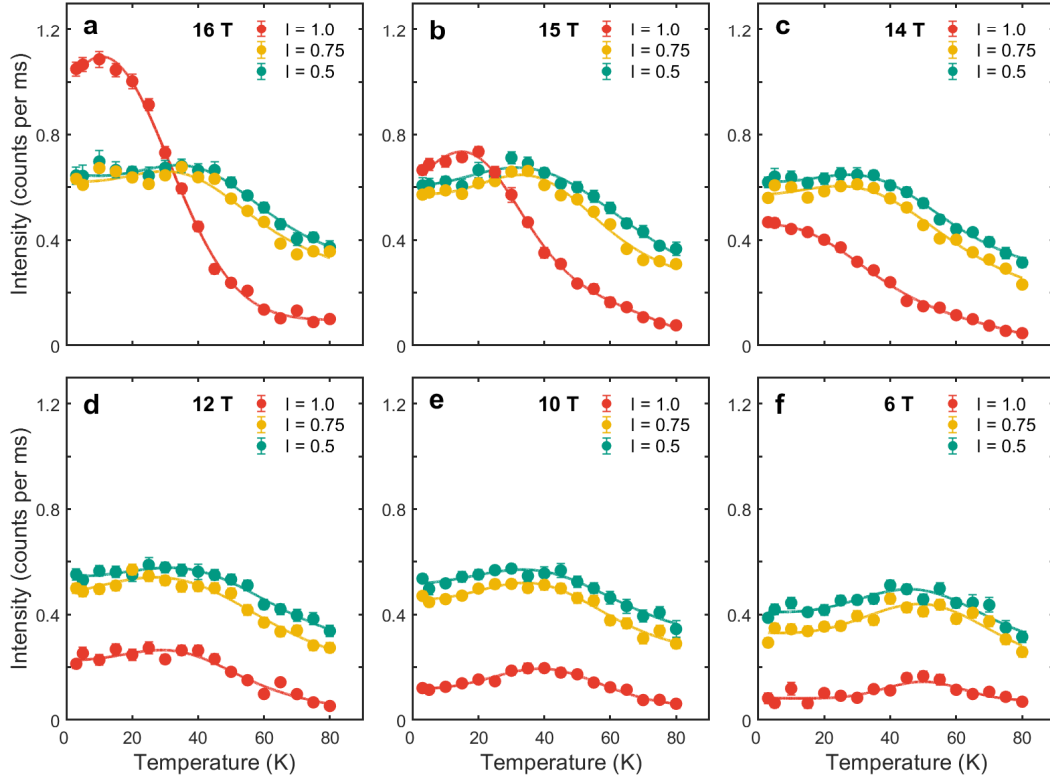 a 16 T
l = 1.0
l = 0.75
l = 0.5
Intensity (counts per ms)
1.2
0.8
0.4
0
b 15 T
l = 1.0
l = 0.75
l = 0.5
c 14 T
l = 1.0
l = 0.75
l = 0.5
d 12 T
l = 1.0
l = 0.75
l = 0.5
Intensity (counts per ms)
1.2
0.8
0.4
0
0 20 40 60 80
Temperature (K)
e 10 T
l = 1.0
l = 0.75
l = 0.5
0 20 40 60 80
Temperature (K)
f 6 T
l = 1.0
l = 0.75
l = 0.5
0 20 40 60 80
Temperature (K)